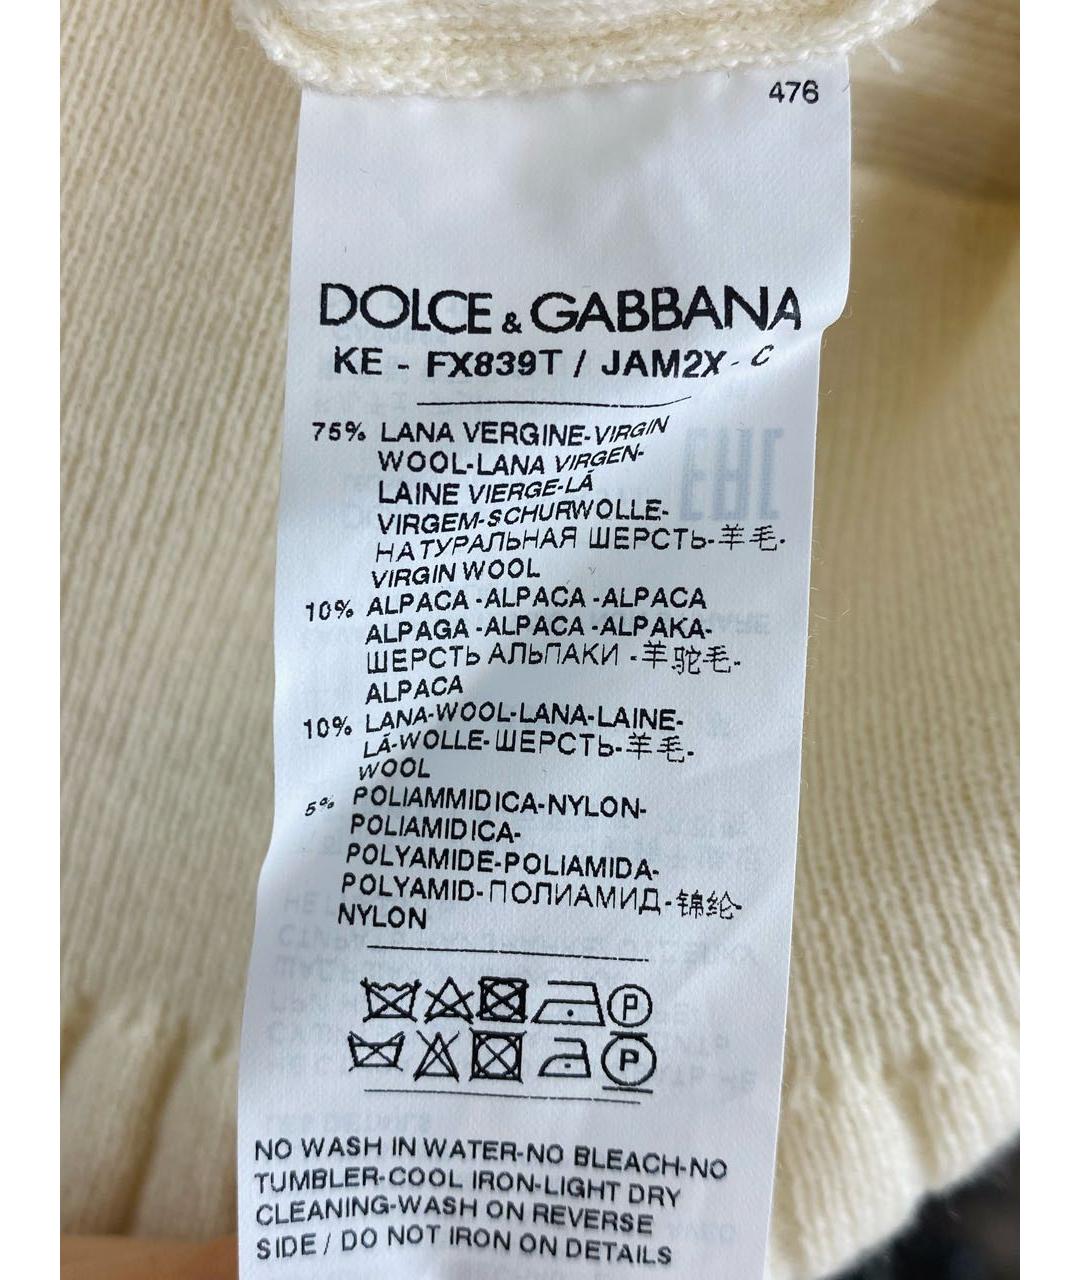 476
DOLCE & GABBANA
KE - FX839T / JAM2X - C
75% LANA VERGINE-VIRGIN
WOOL-LANA VIRGEN-
LAINE VIERGE-LÃ
VIRGEM-SCHURWOLLE-
НАТУРАЛЬНАЯ ШЕРСТЬ-羊毛-
VIRGIN WOOL
10% ALPACA -ALPACA -ALPACA
ALPAGA -ALPACA -ALPAKA-
ШЕРСТЬ АЛЬПАКИ -羊驼毛-
ALPACA
10% LANA-WOOL-LANA-LAINE-
LÃ-WOLLE-ШЕРСТЬ-羊毛-
WOOL
5% POLIAMMIDICA-NYLON-
POLIAMIDICA-
POLYAMIDE-POLIAMIDA-
POLYAMID-ПОЛИАМИД-锦纶-
NYLON
P
P
NO WASH IN WATER-NO BLEACH-NO
TUMBLER-COOL IRON-LIGHT DRY
CLEANING-WASH ON REVERSE
SIDE / DO NOT IRON ON DETAILS